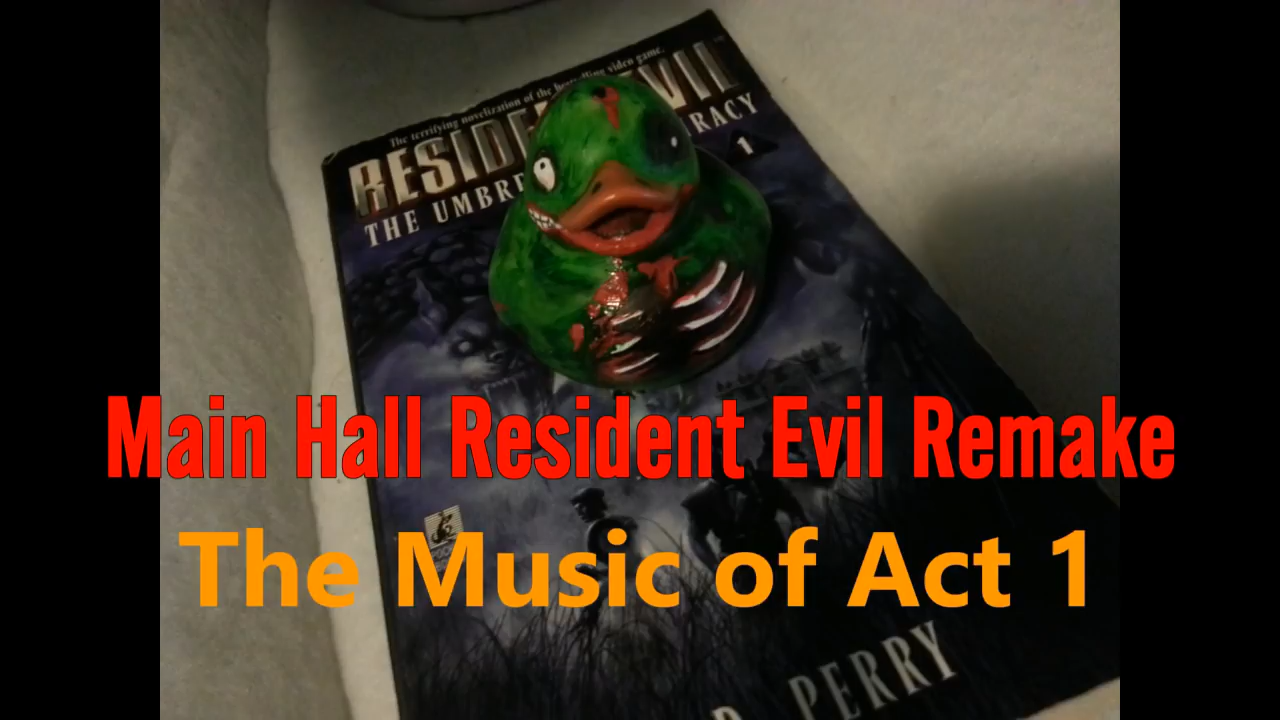 The terrifying novelization of the bestselling video game.
RESIDE EVIL
THE UMBRE RACY
1
Main Hall Resident Evil Remake
The Music of Act 1
PERRY